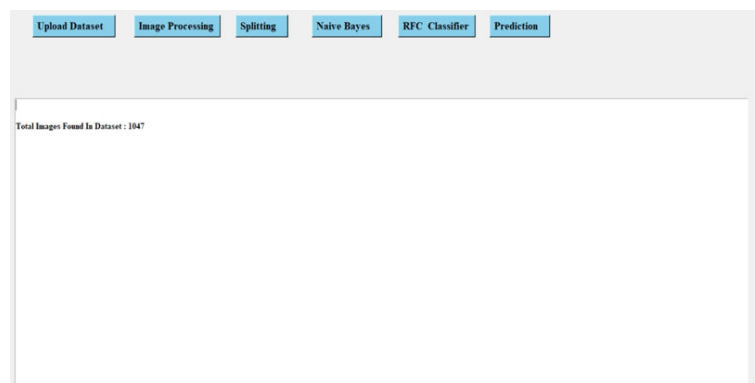 Upload Dataset Image Processing Splitting Naive Bayes RFC Classifier Prediction
Total Images Found In Dataset : 1047